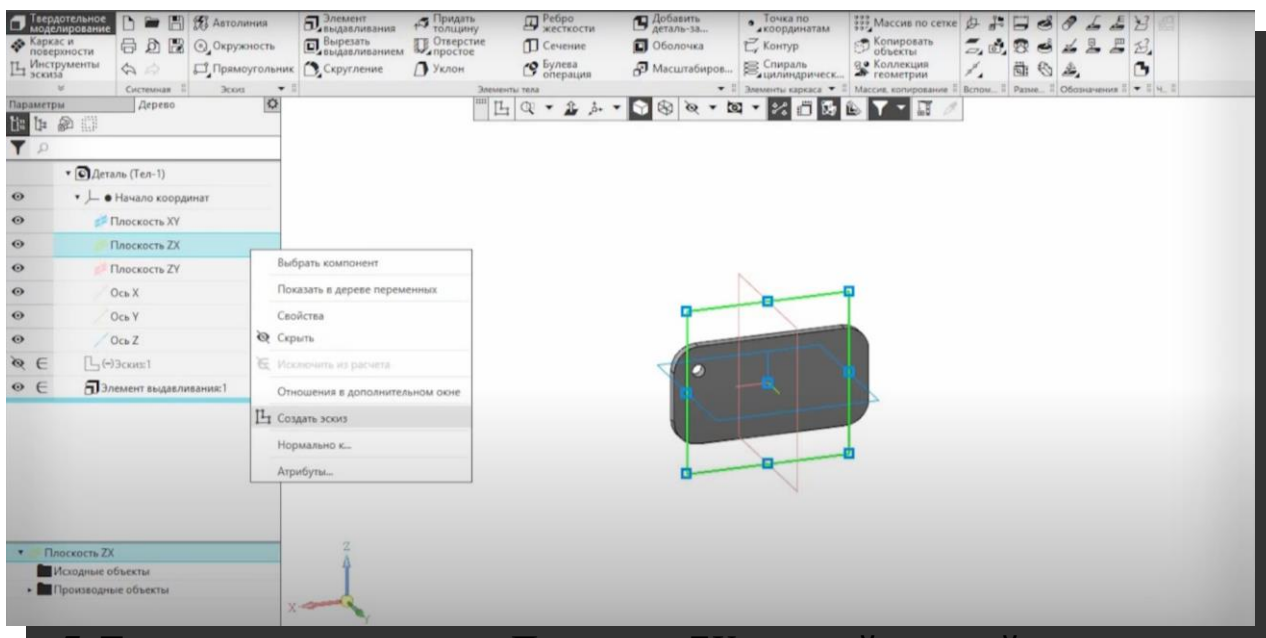 Твердотельное моделирование
Автолиния
Элемент выдавливания
Придать толщину
Ребро жесткости
Добавить деталь-за...
Точка по координатам
Массив по сетке
Каркас и поверхности
Окружность
Вырезать выдавливанием
Отверстие простое
Сечение
Оболочка
Контур
Копировать объекты
Инструменты эскиза
Прямоугольник
Скругление
Уклон
Булева операция
Масштабиров...
Спираль цилиндрическ...
Коллекция геометрии
Системная
Эскиз
Элементы тела
Элементы каркаса
Массив, копирование
Вспом...
Разме...
Обозначения
Ч...
Параметры
Дерево
Деталь (Тел-1)
Начало координат
Плоскость XY
Плоскость ZX
Плоскость ZY
Ось X
Ось Y
Ось Z
(-)Эскиз:1
Элемент выдавливания:1
Выбрать компонент
Показать в дереве переменных
Свойства
Скрыть
Исключить из расчета
Отношения в дополнительном окне
Создать эскиз
Нормально к...
Атрибуты...
Плоскость ZX
Исходные объекты
Производные объекты
Z
X
Y